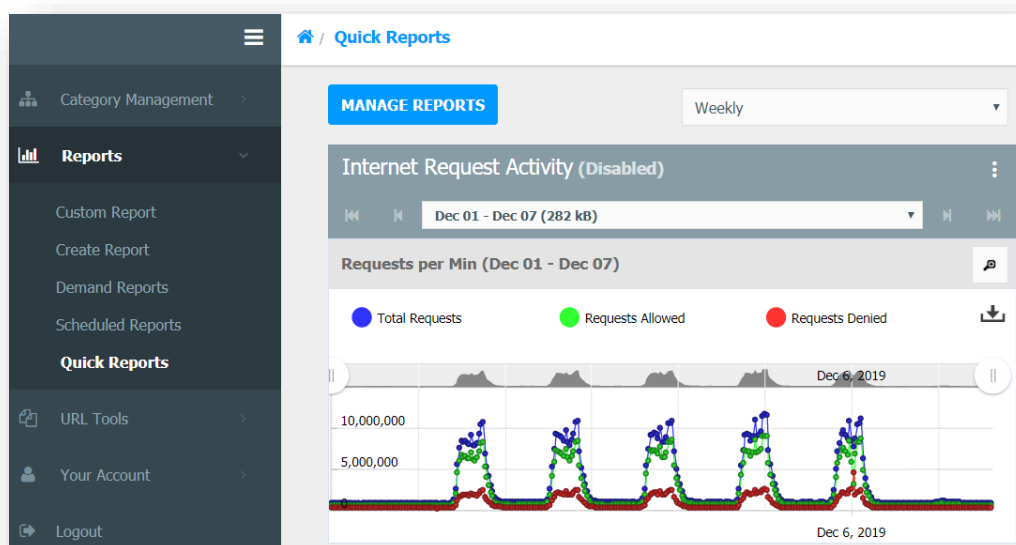 / Quick Reports
Category Management
Reports
Custom Report
Create Report
Demand Reports
Scheduled Reports
Quick Reports
URL Tools
Your Account
Logout
MANAGE REPORTS
Weekly
Internet Request Activity (Disabled)
Dec 01 - Dec 07 (282 kB)
Requests per Min (Dec 01 - Dec 07)
Total Requests
Requests Allowed
Requests Denied
Dec 6, 2019
10,000,000
5,000,000
0
Dec 6, 2019